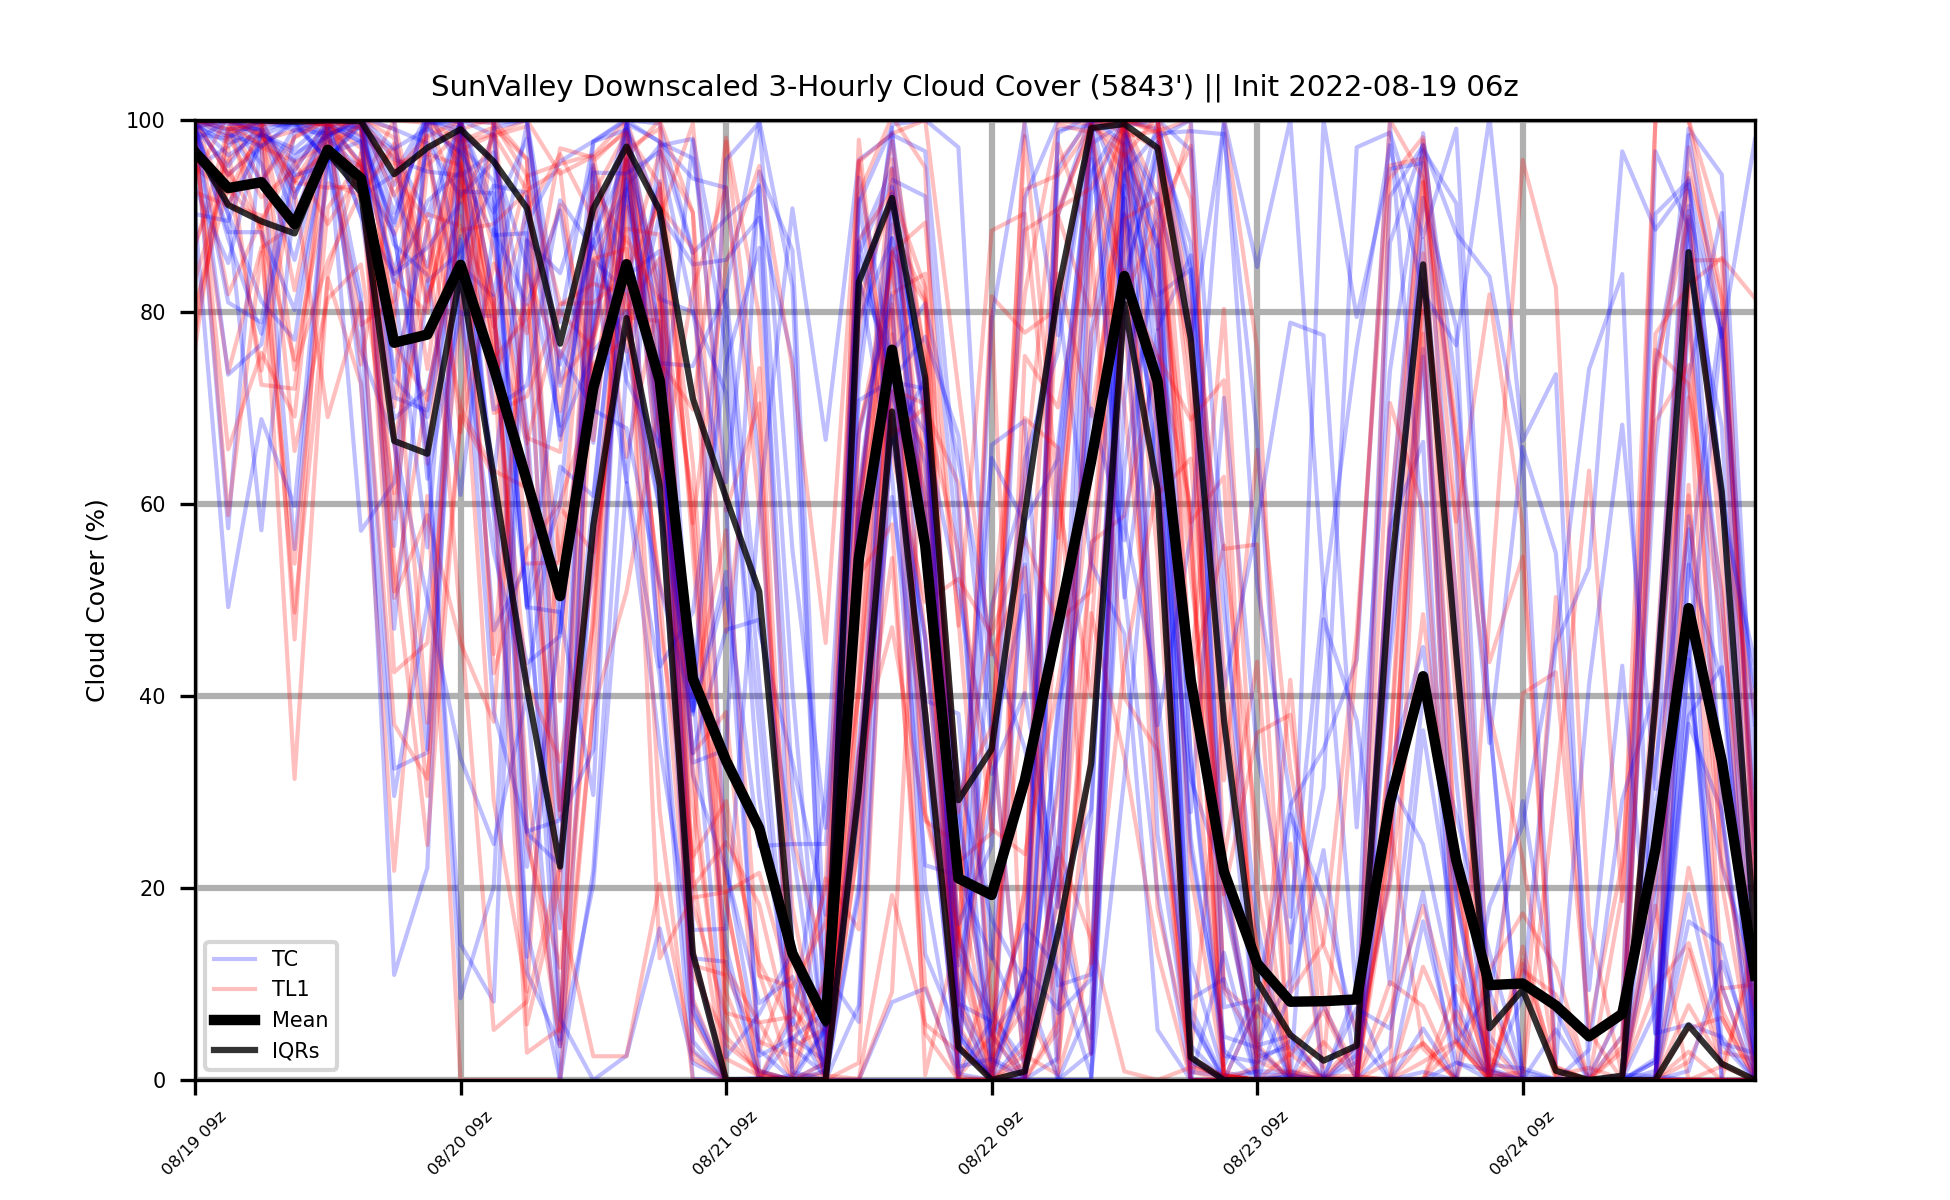 SunValley Downscaled 3-Hourly Cloud Cover (5843') || Init 2022-08-19 06z
100
80
60
40
20
0
Cloud Cover (%)
TC
TL1
Mean
IQRs
08/19 09z
08/20 09z
08/21 09z
08/22 09z
08/23 09z
08/24 09z